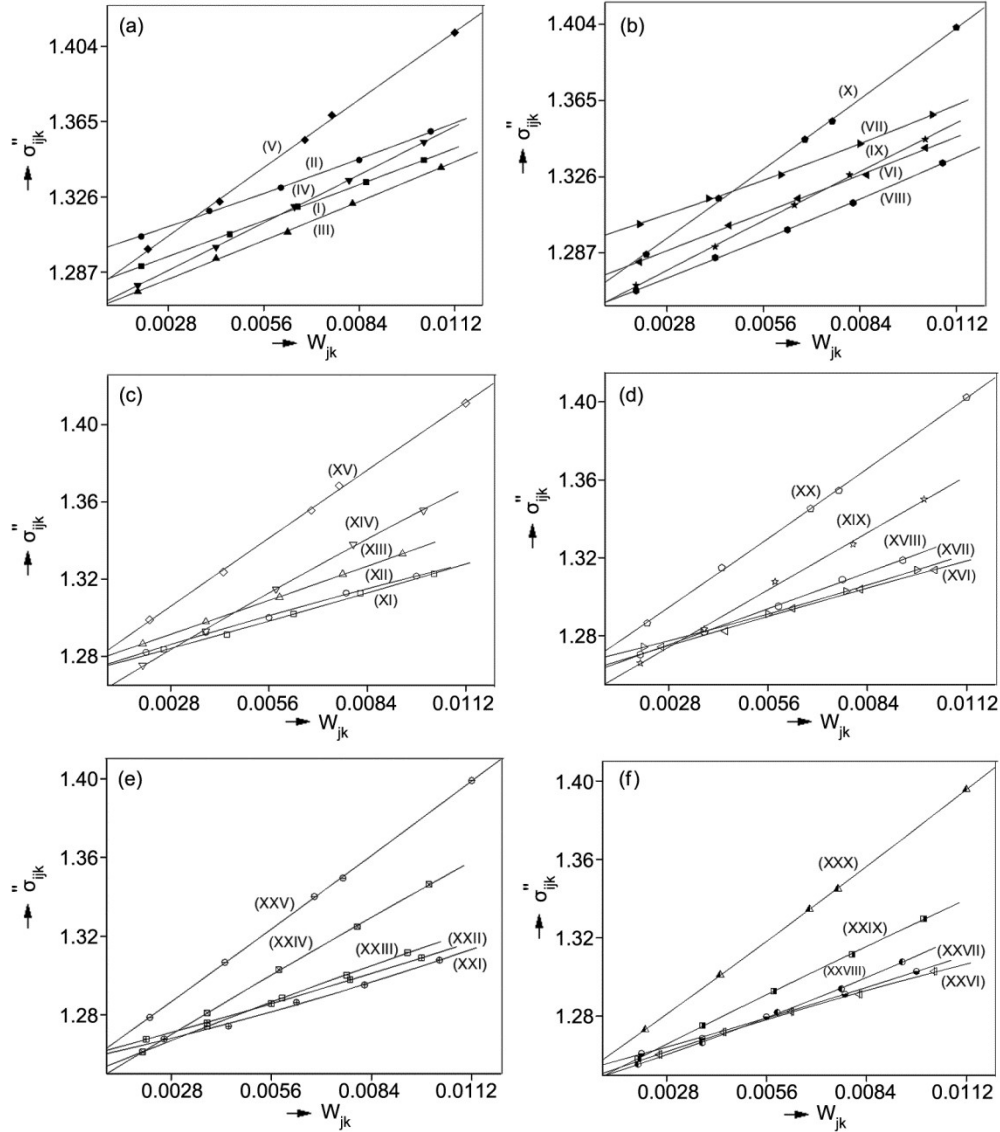 (a)
1.404
1.365
1.326
1.287
σ''ijk
(V)
(II)
(IV)
(I)
(III)
0.0028 0.0056 0.0084 0.0112
Wjk
(b)
1.404
1.365
1.326
1.287
σ''ijk
(X)
(VII)
(IX)
(VI)
(VIII)
0.0028 0.0056 0.0084 0.0112
Wjk
(c)
1.40
1.36
1.32
1.28
σ''ijk
(XV)
(XIV)
(XIII)
(XII)
(XI)
0.0028 0.0056 0.0084 0.0112
Wjk
(d)
1.40
1.36
1.32
1.28
σ''ijk
(XX)
(XIX)
(XVIII)
(XVII)
(XVI)
0.0028 0.0056 0.0084 0.0112
Wjk
(e)
1.40
1.36
1.32
1.28
σ''ijk
(XXV)
(XXIV)
(XXIII)
(XXII)
(XXI)
0.0028 0.0056 0.0084 0.0112
Wjk
(f)
1.40
1.36
1.32
1.28
σ''ijk
(XXX)
(XXIX)
(XXVIII)
(XXVII)
(XXVI)
0.0028 0.0056 0.0084 0.0112
Wjk